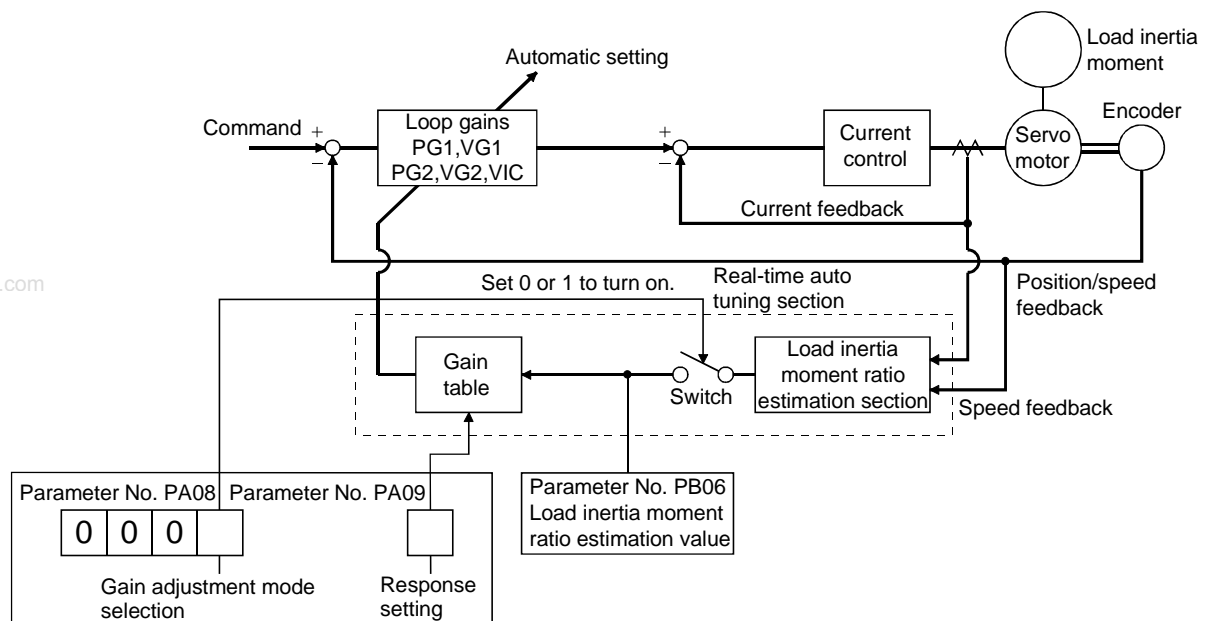 Load inertia
moment
Automatic setting
Encoder
Command
+
−
Loop gains
PG1,VG1
PG2,VG2,VIC
+
−
Current
control
Servo
motor
Current feedback
.com
Set 0 or 1 to turn on.
Real-time auto
tuning section
Position/speed
feedback
Gain
table
Switch
Load inertia
moment ratio
estimation section
Speed feedback
Parameter No. PA08
Parameter No. PA09
0 0 0
Gain adjustment mode
selection
Response
setting
Parameter No. PB06
Load inertia moment
ratio estimation value